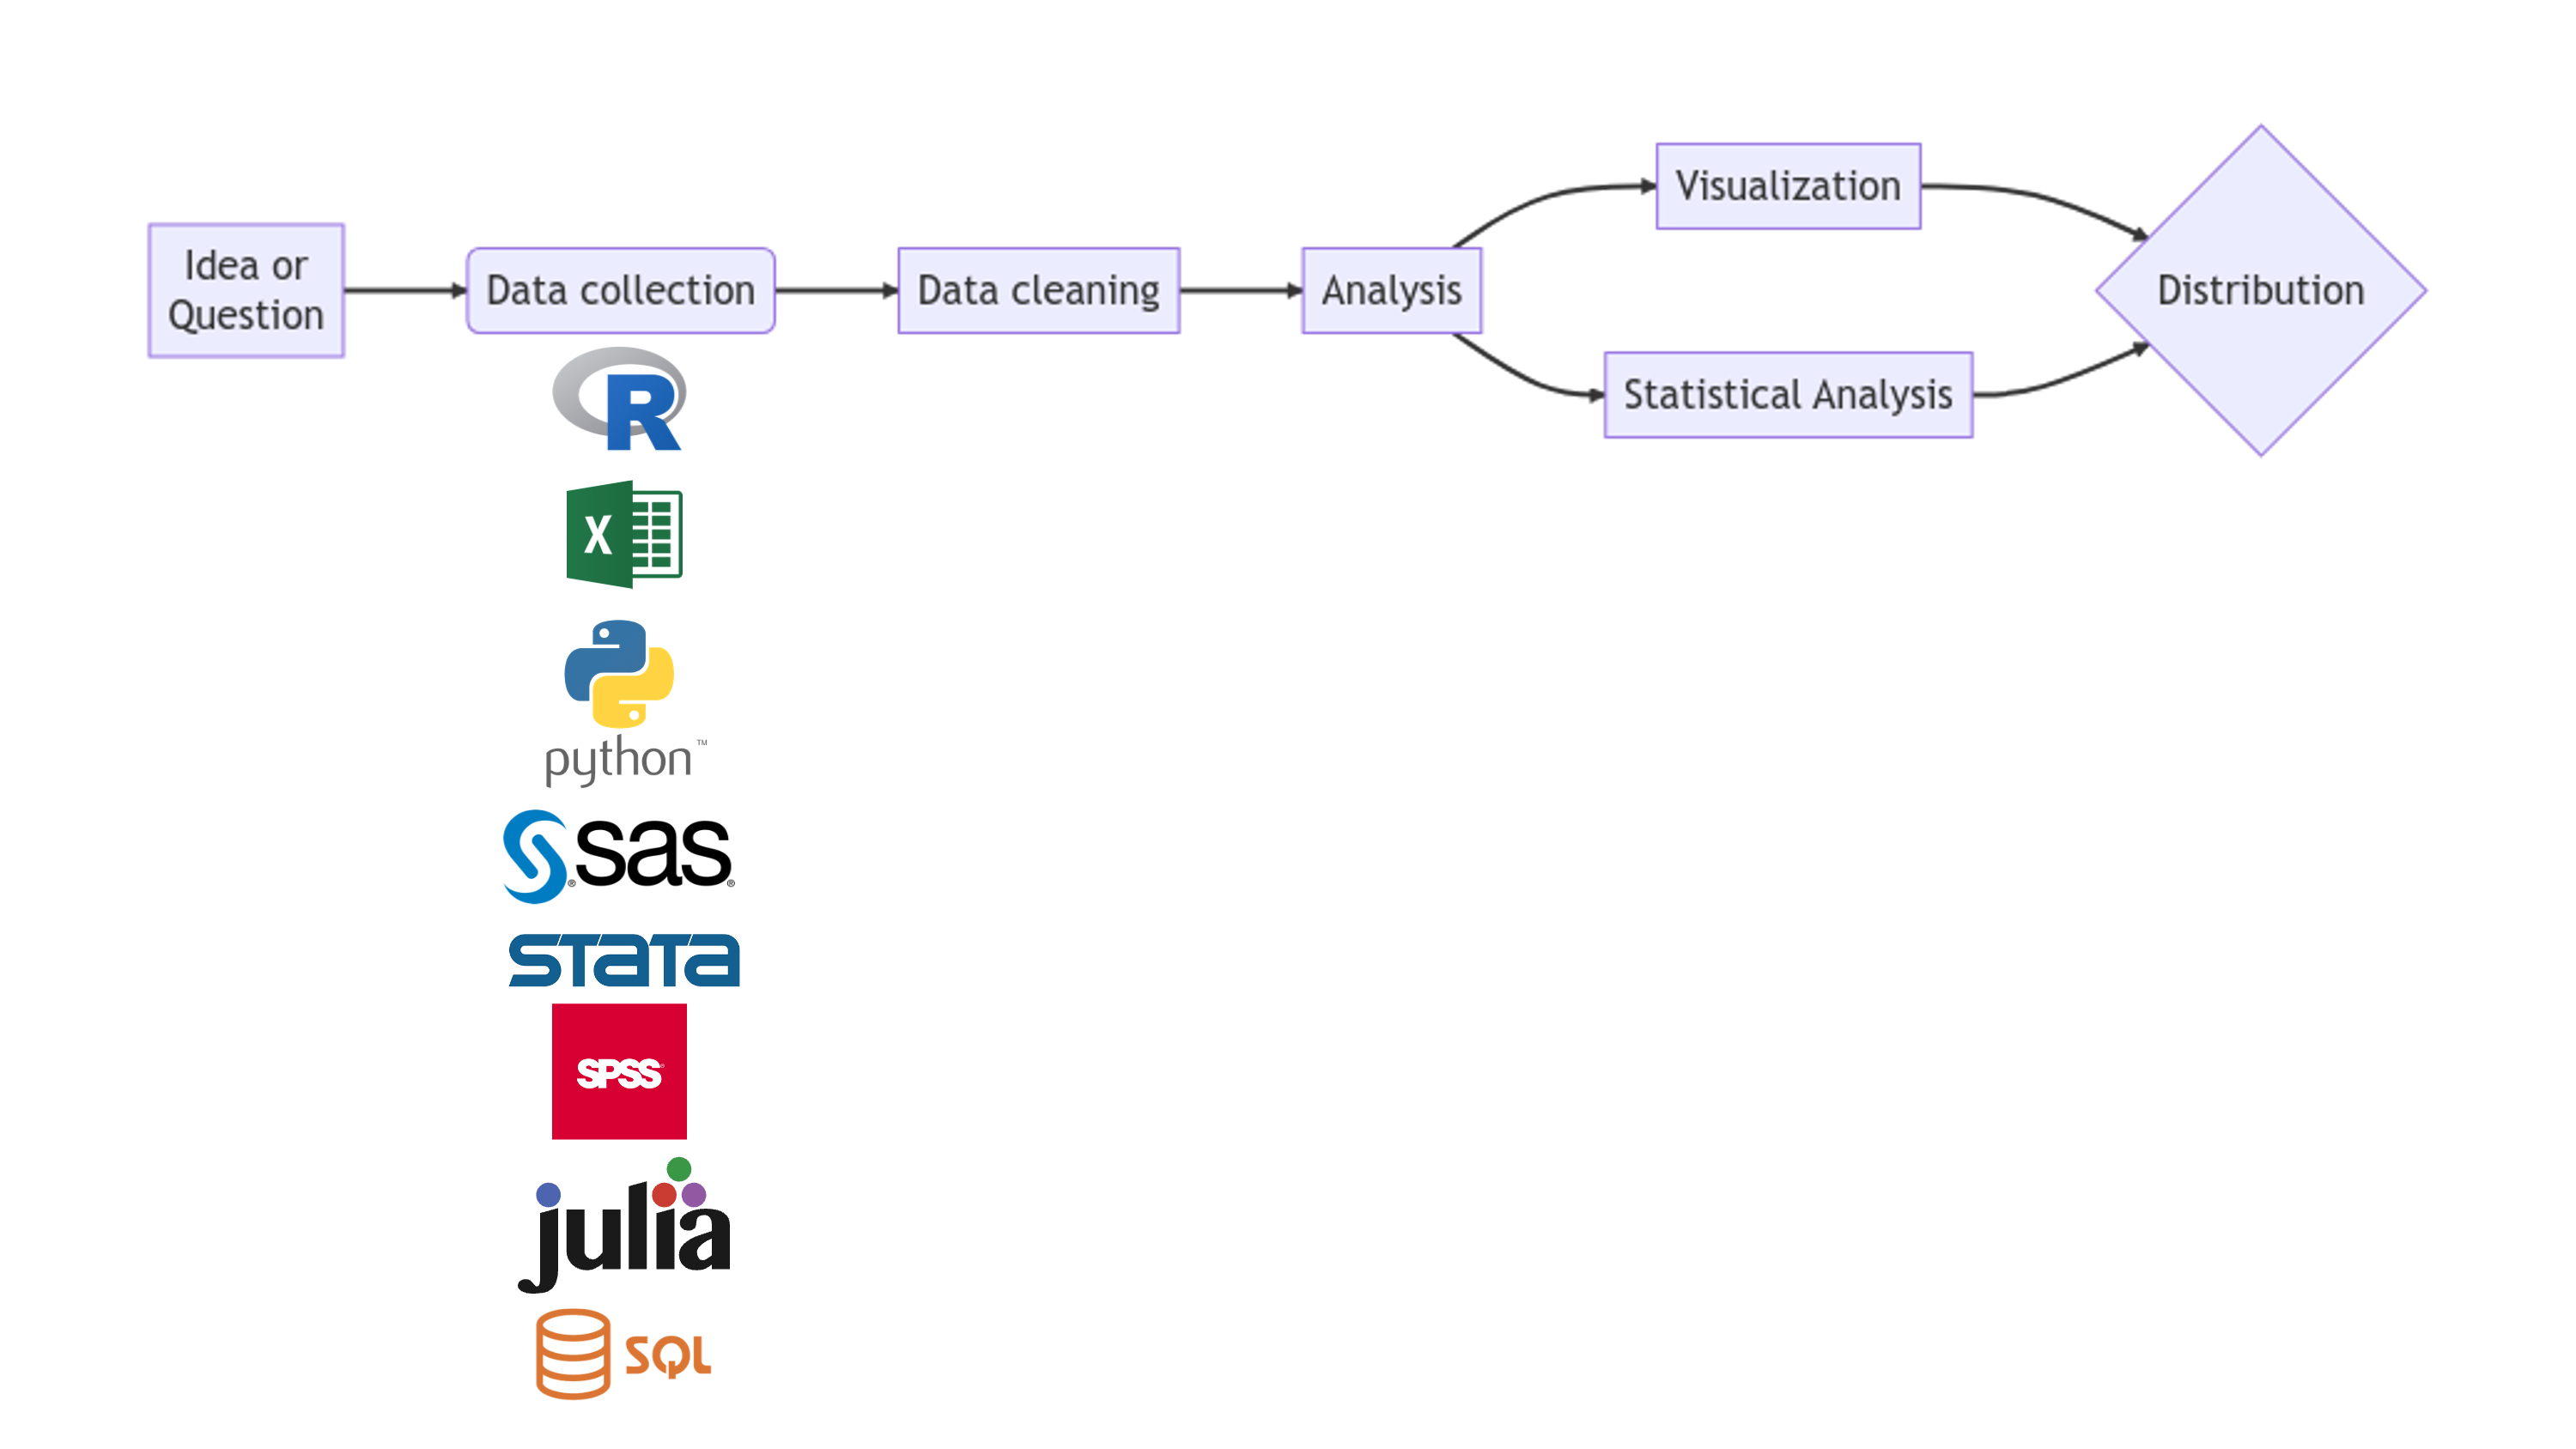 Idea or
Question
Data collection
Data cleaning
Analysis
Visualization
Statistical Analysis
Distribution
R
X
python™
S®sas®
STATA
SPSS®
julia
SQL